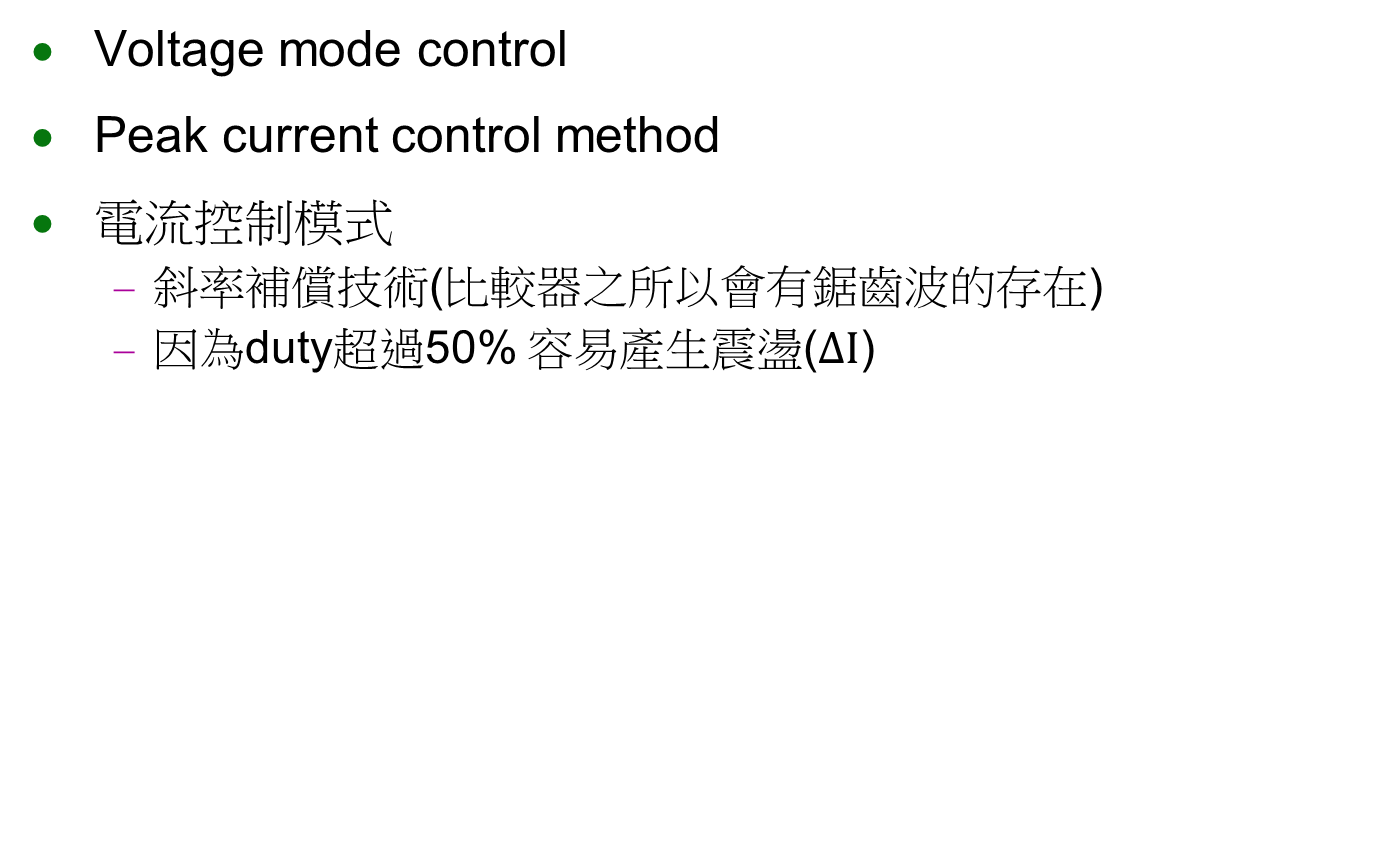 • Voltage mode control
• Peak current control method
• 電流控制模式
– 斜率補償技術(比較器之所以會有鋸齒波的存在)
– 因為duty超過50% 容易產生震盪(ΔI)